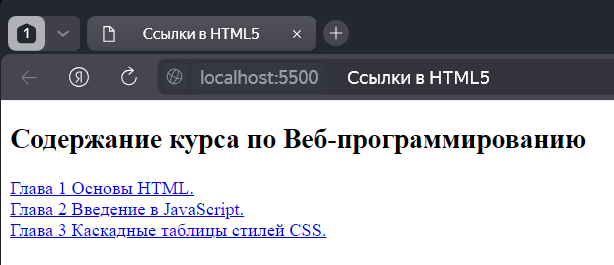 1
Ссылки в HTML5
Я localhost:5500 Ссылки в HTML5
Содержание курса по Веб-программированию
Глава 1 Основы HTML.
Глава 2 Введение в JavaScript.
Глава 3 Каскадные таблицы стилей CSS.